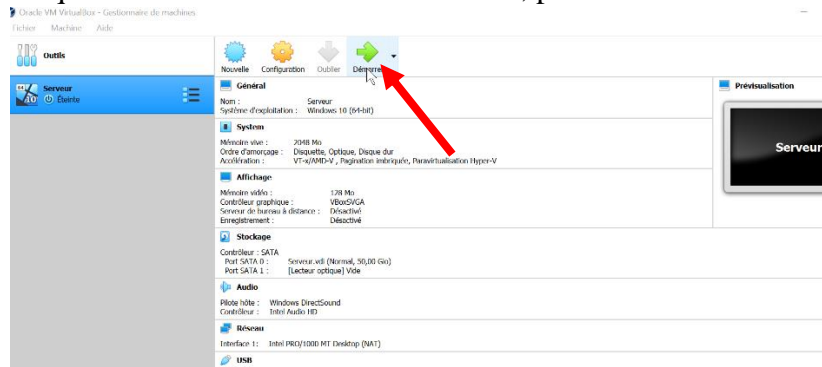 Oracle VM VirtualBox - Gestionnaire de machines
Fichier Machine Aide
Outils
Nouvelle Configuration Oublier Démarrer
Serveur
Éteinte
Général
Nom : Serveur
Système d'exploitation : Windows 10 (64-bit)
System
Mémoire vive : 2048 Mo
Ordre d'amorçage : Disquette, Optique, Disque dur
Accélération : VT-x/AMD-V , Pagination imbriquée, Paravirtualisation Hyper-V
Affichage
Mémoire vidéo : 128 Mo
Contrôleur graphique : VBoxSVGA
Serveur de bureau à distance : Désactivé
Enregistrement : Désactivé
Stockage
Contrôleur : SATA
Port SATA 0 : Serveur.vdi (Normal, 50,00 Gio)
Port SATA 1 : [Lecteur optique] Vide
Audio
Pilote hôte : Windows DirectSound
Contrôleur : Intel Audio HD
Réseau
Interface 1: Intel PRO/1000 MT Desktop (NAT)
USB
Prévisualisation
Serveur